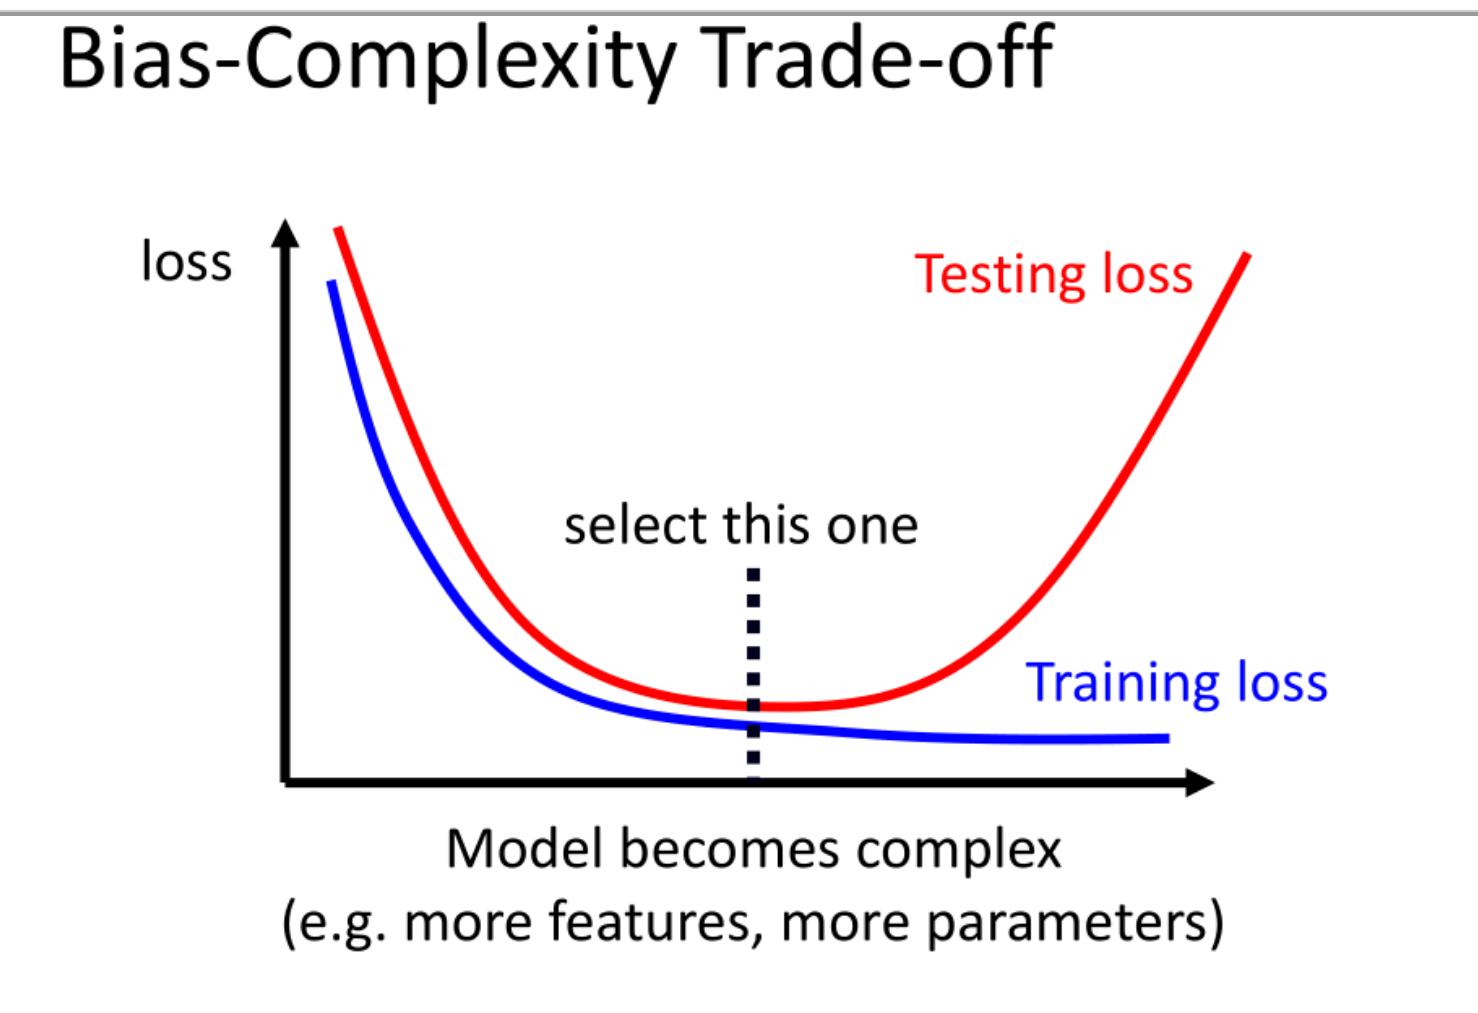 Bias-Complexity Trade-off
loss
Testing loss
select this one
Training loss
Model becomes complex
(e.g. more features, more parameters)